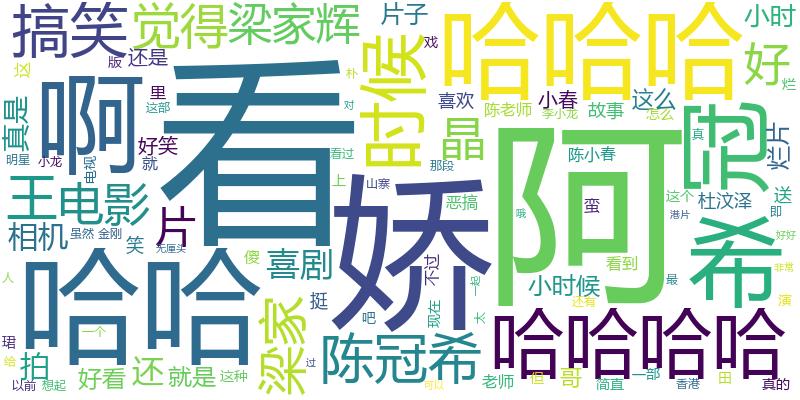 搞笑
觉得
梁家辉
片子
戏
哈哈哈
小时
好
版
还是
这
里
真是
啊
看
时候
朴
对
这部
好笑
就
明星
小龙
电视
喜欢
小春
这么
陈老师
故事
李小龙
怎么
晶
陈小春
冠
真
烂
烂片
看过
那段
上
山寨
恶搞
王
电影
片
相机
虽然
金刚
笑
无厘头
娇
阿
哦
蛮
这个
杜汶泽
送
即
港片
希
好好
哈哈
傻
喜剧
挺
不过
小时候
看到
最
非常
人
梁家
吧
现在
太
一起
还有
演
珺
给
拍
一个
以前
想起
好看
还
就是
这种
过
陈冠希
哈哈哈哈
可以
老师
但
哥
简直
一部
香港
田
真的